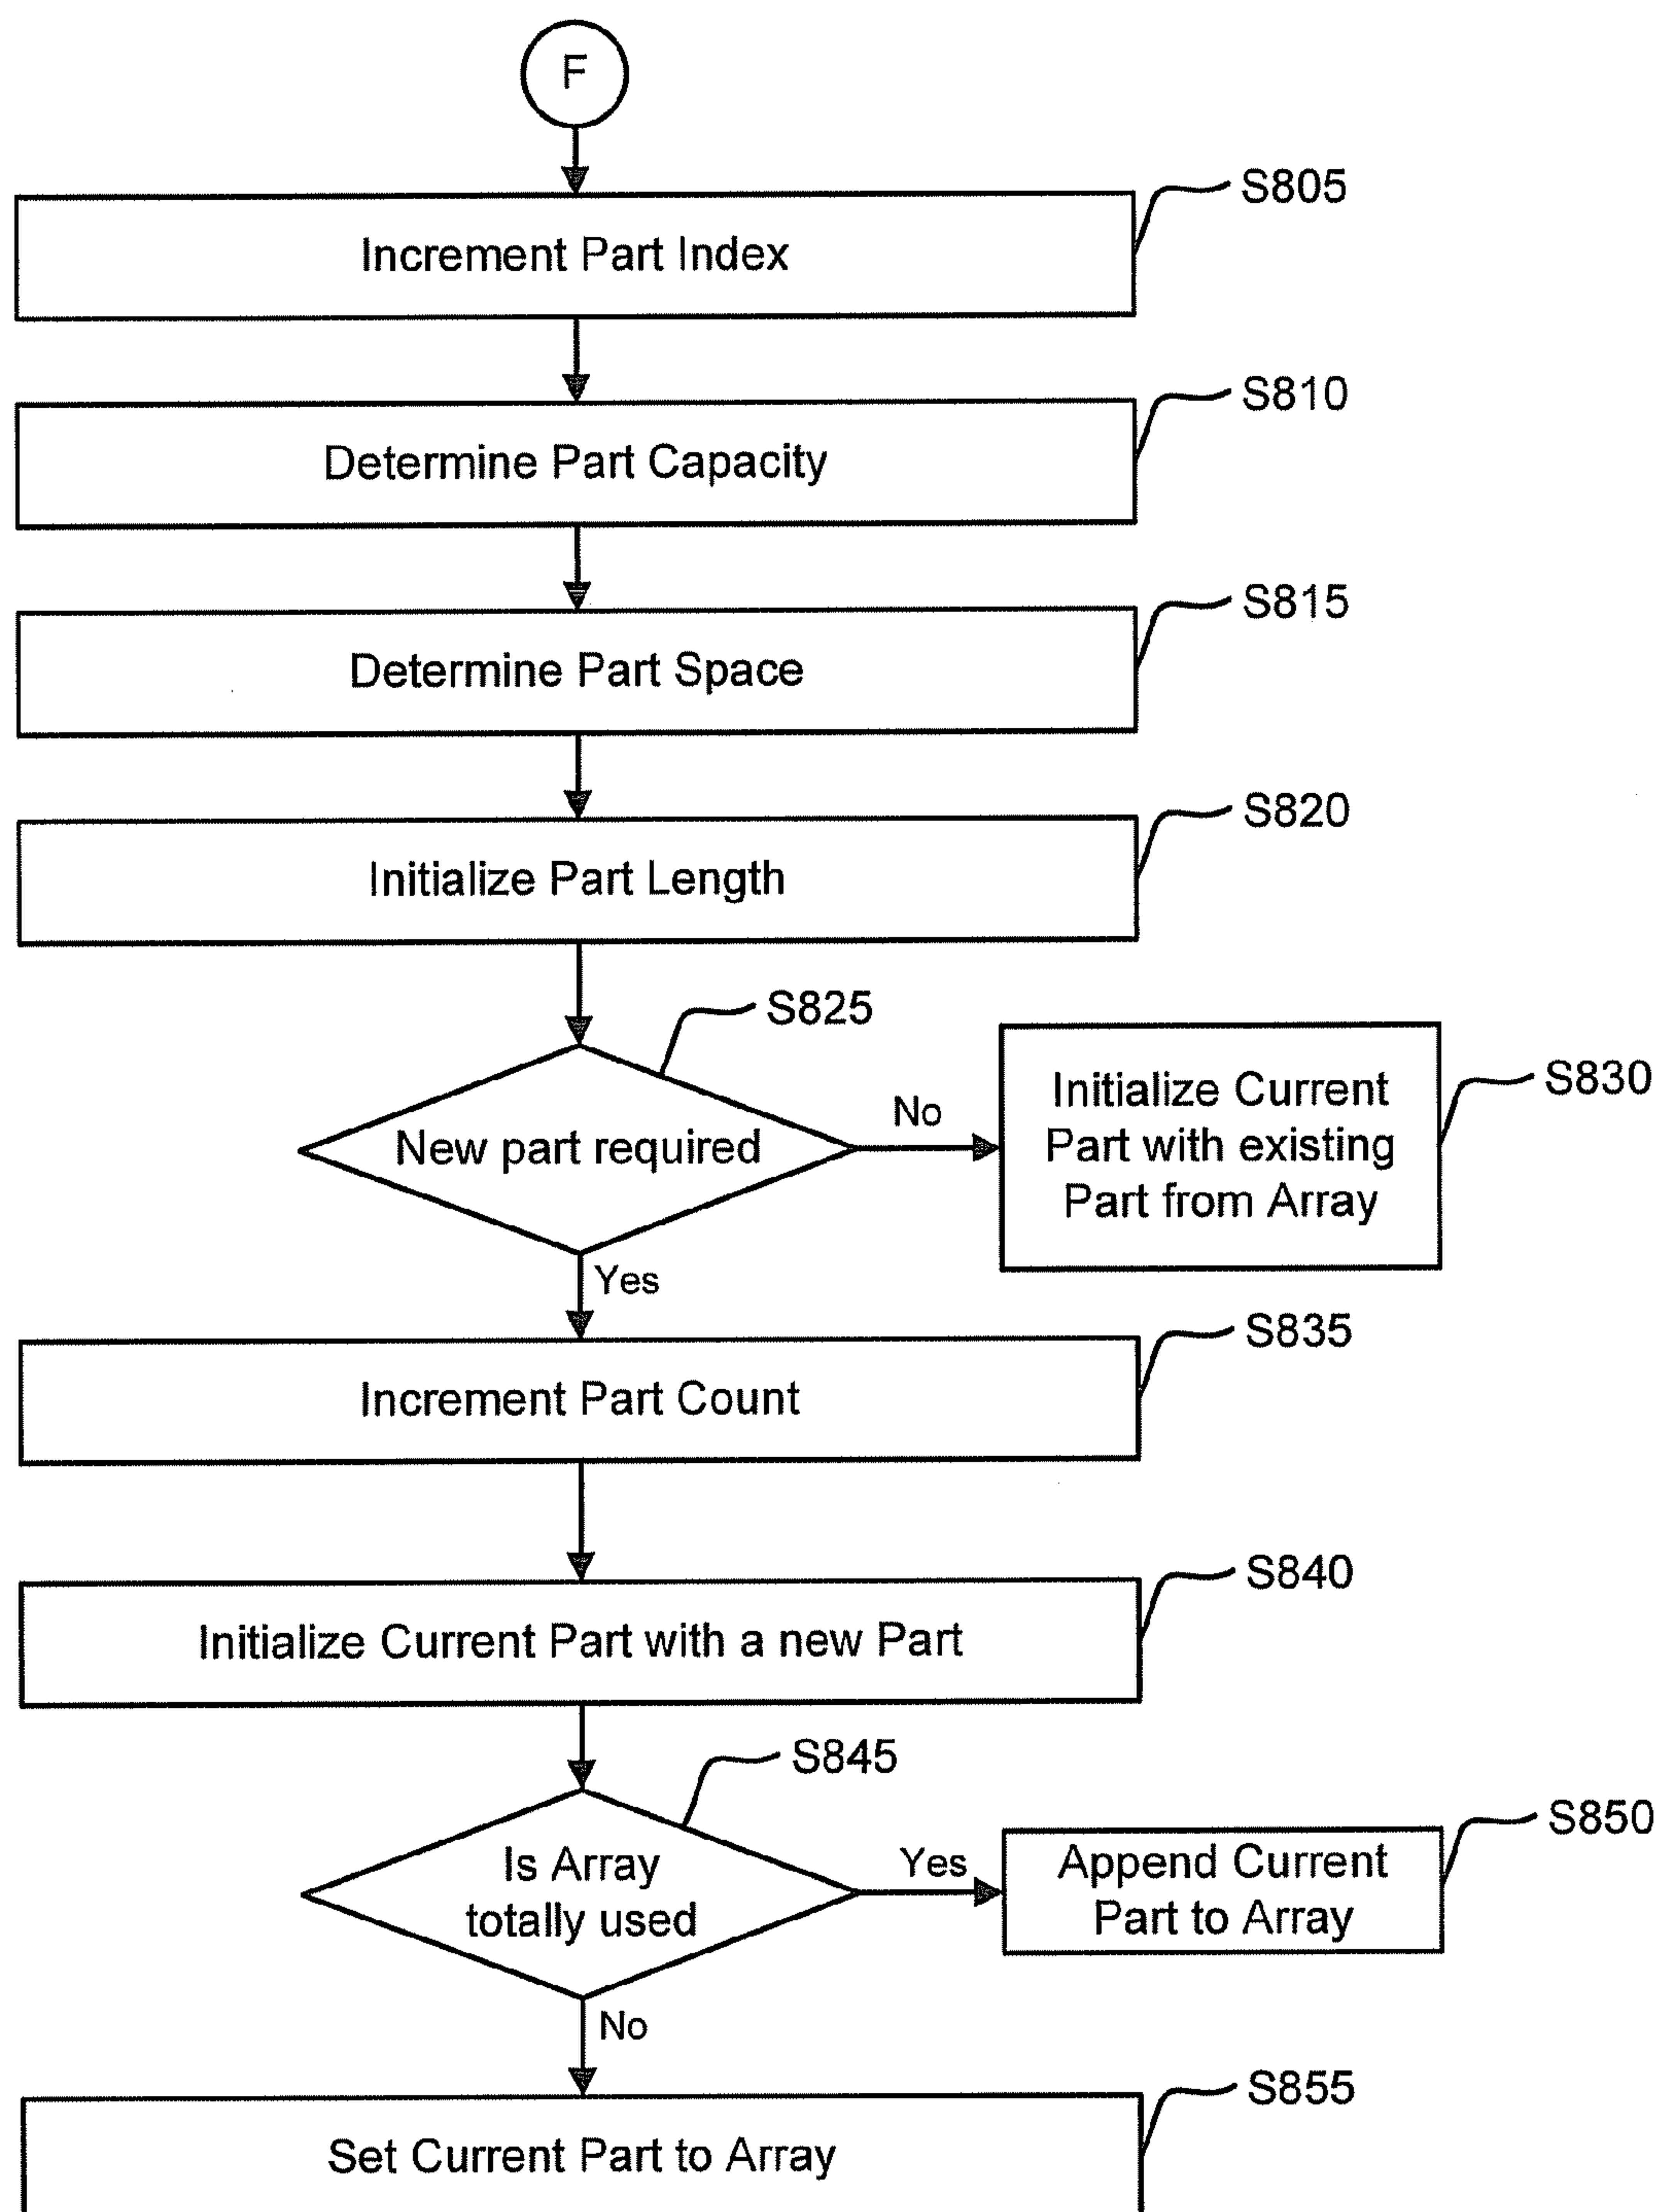 F
S805
Increment Part Index
S810
Determine Part Capacity
S815
Determine Part Space
S820
Initialize Part Length
S825
New part required
No
Initialize Current
Part with existing
Part from Array
S830
Yes
S835
Increment Part Count
S840
Initialize Current Part with a new Part
S845
Is Array
totally used
Yes
Append Current
Part to Array
S850
No
S855
Set Current Part to Array